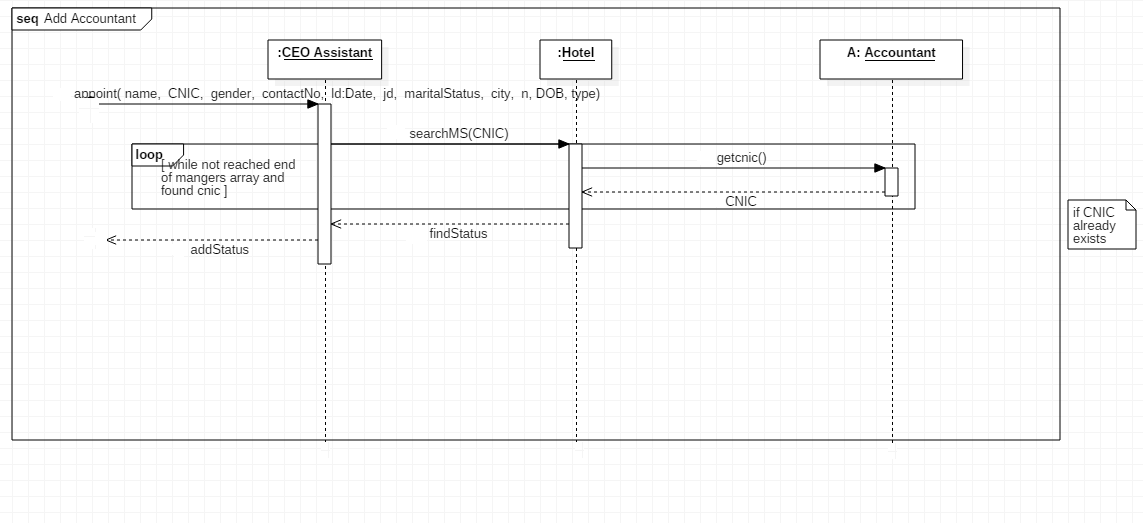 seq Add Accountant
:CEO Assistant
:Hotel
A: Accountant
appoint( name, CNIC, gender, contactNo, Id:Date, jd, maritalStatus, city, n, DOB, type)
searchMS(CNIC)
loop
[ while not reached end
of mangers array and
found cnic ]
getcnic()
CNIC
findStatus
addStatus
if CNIC
already
exists